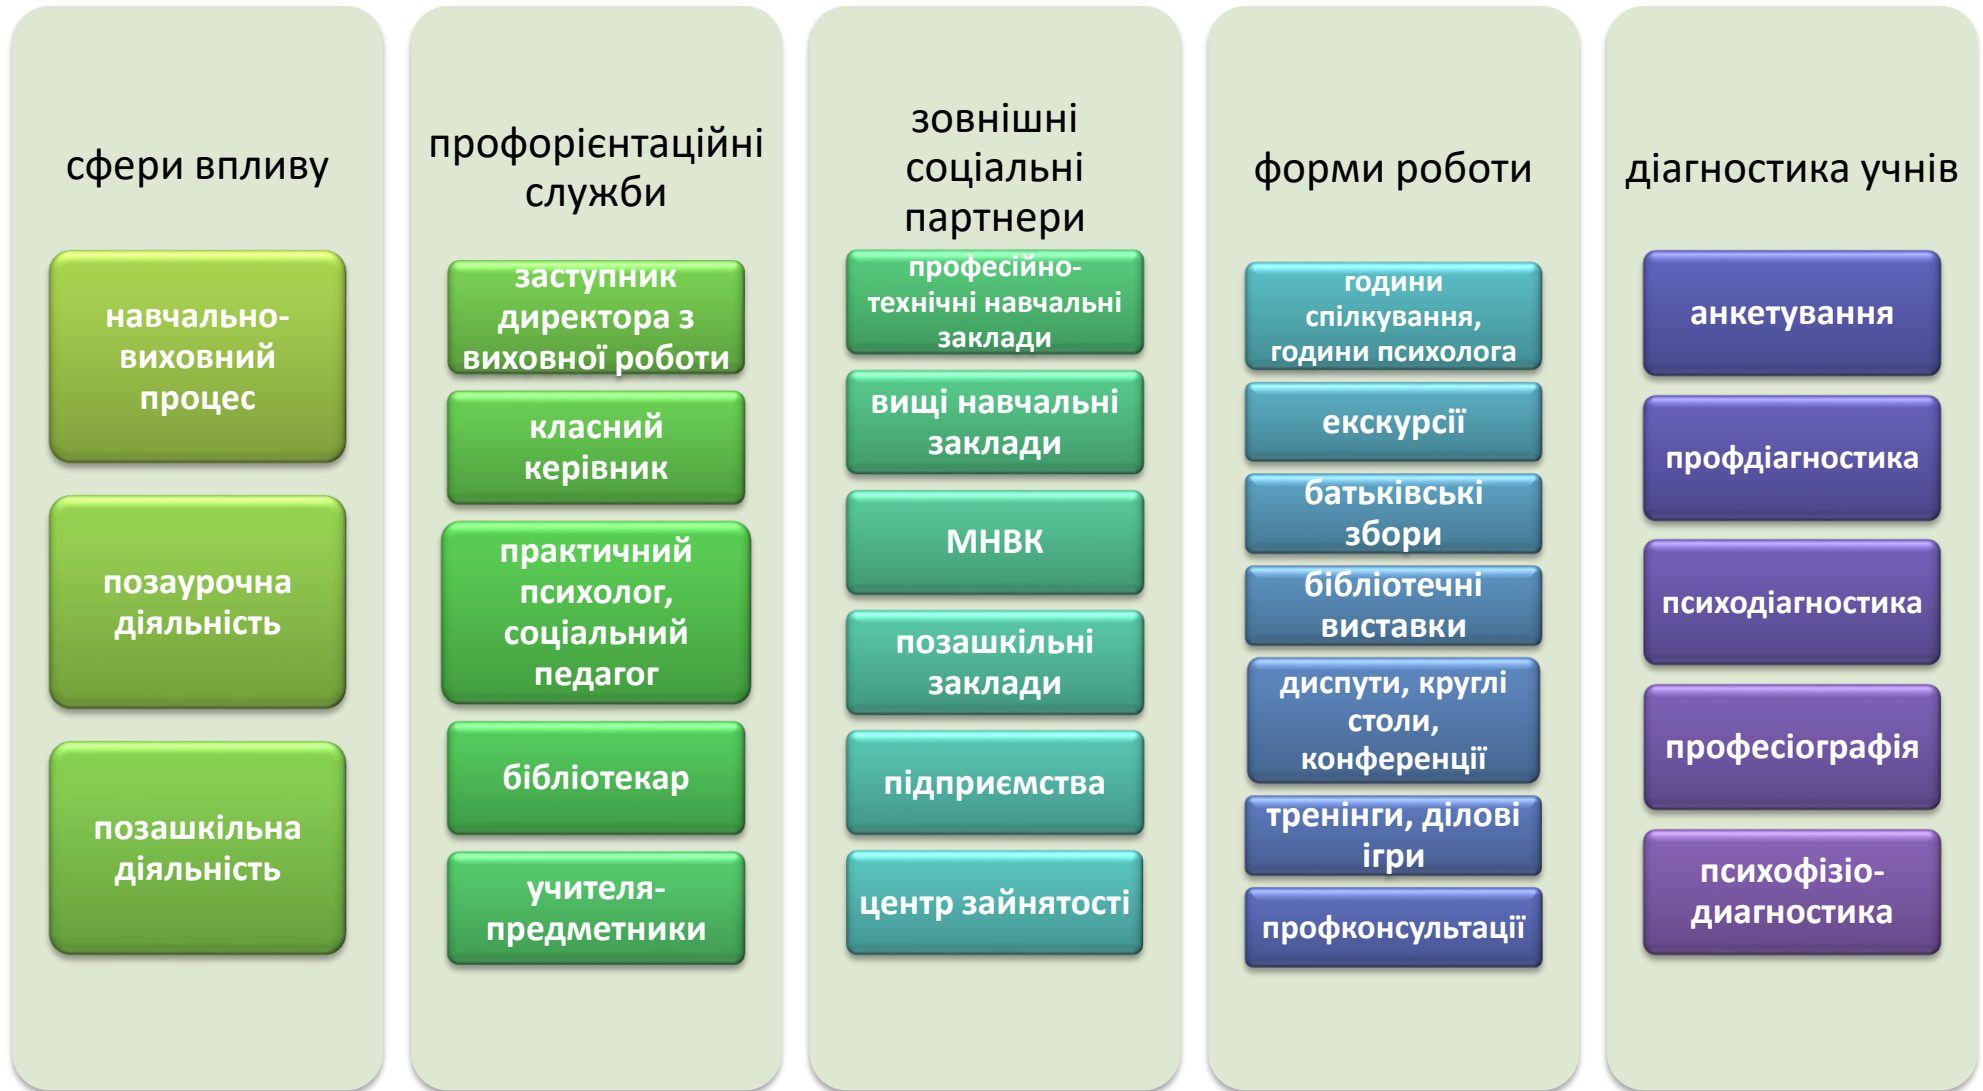 сфери впливу
навчально-
виховний
процес
позаурочна
діяльність
позашкільна
діяльність
профорієнтаційні
служби
заступник
директора з
виховної роботи
класний
керівник
практичний
психолог,
соціальний
педагог
бібліотекар
учителя-
предметники
зовнішні
соціальні
партнери
професійно-
технічні навчальні
заклади
вищі навчальні
заклади
МНВК
позашкільні
заклади
підприємства
центр зайнятості
форми роботи
години
спілкування,
години психолога
екскурсії
батьківські
збори
бібліотечні
виставки
диспути, круглі
столи,
конференції
тренінги, ділові
ігри
профконсультації
діагностика учнів
анкетування
профдіагностика
психодіагностика
професіографія
психофізіо-
диагностика